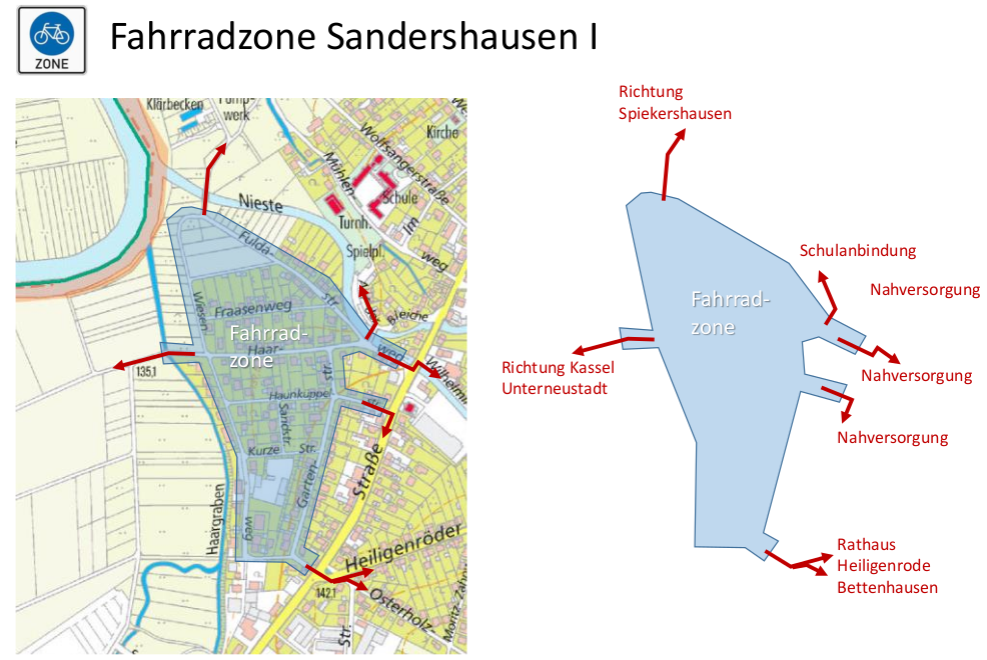 ZONE
Fahrradzone Sandershausen I
Klärbecken
werk
Kirche
Wolfsangerstraße
Mühlen-
Schule
Nieste
Turnh.
Im
Spielpl.
weg
Fulda-
str.
Wiesen-
Fraasenweg
Bleiche
Fahrrad-
zone
Haar-
weg
135,1
Str.
Haunkuppel-
str.
Sandstr.
Kurze Str.
Garten-
Straße
Haargraben
weg
Heiligenröder
Osterholz-
142,1
Str.
Richtung
Spiekershausen
Schulanbindung
Nahversorgung
Fahrrad-
zone
Richtung Kassel
Unterneustadt
Nahversorgung
Nahversorgung
Rathaus
Heiligenrode
Bettenhausen